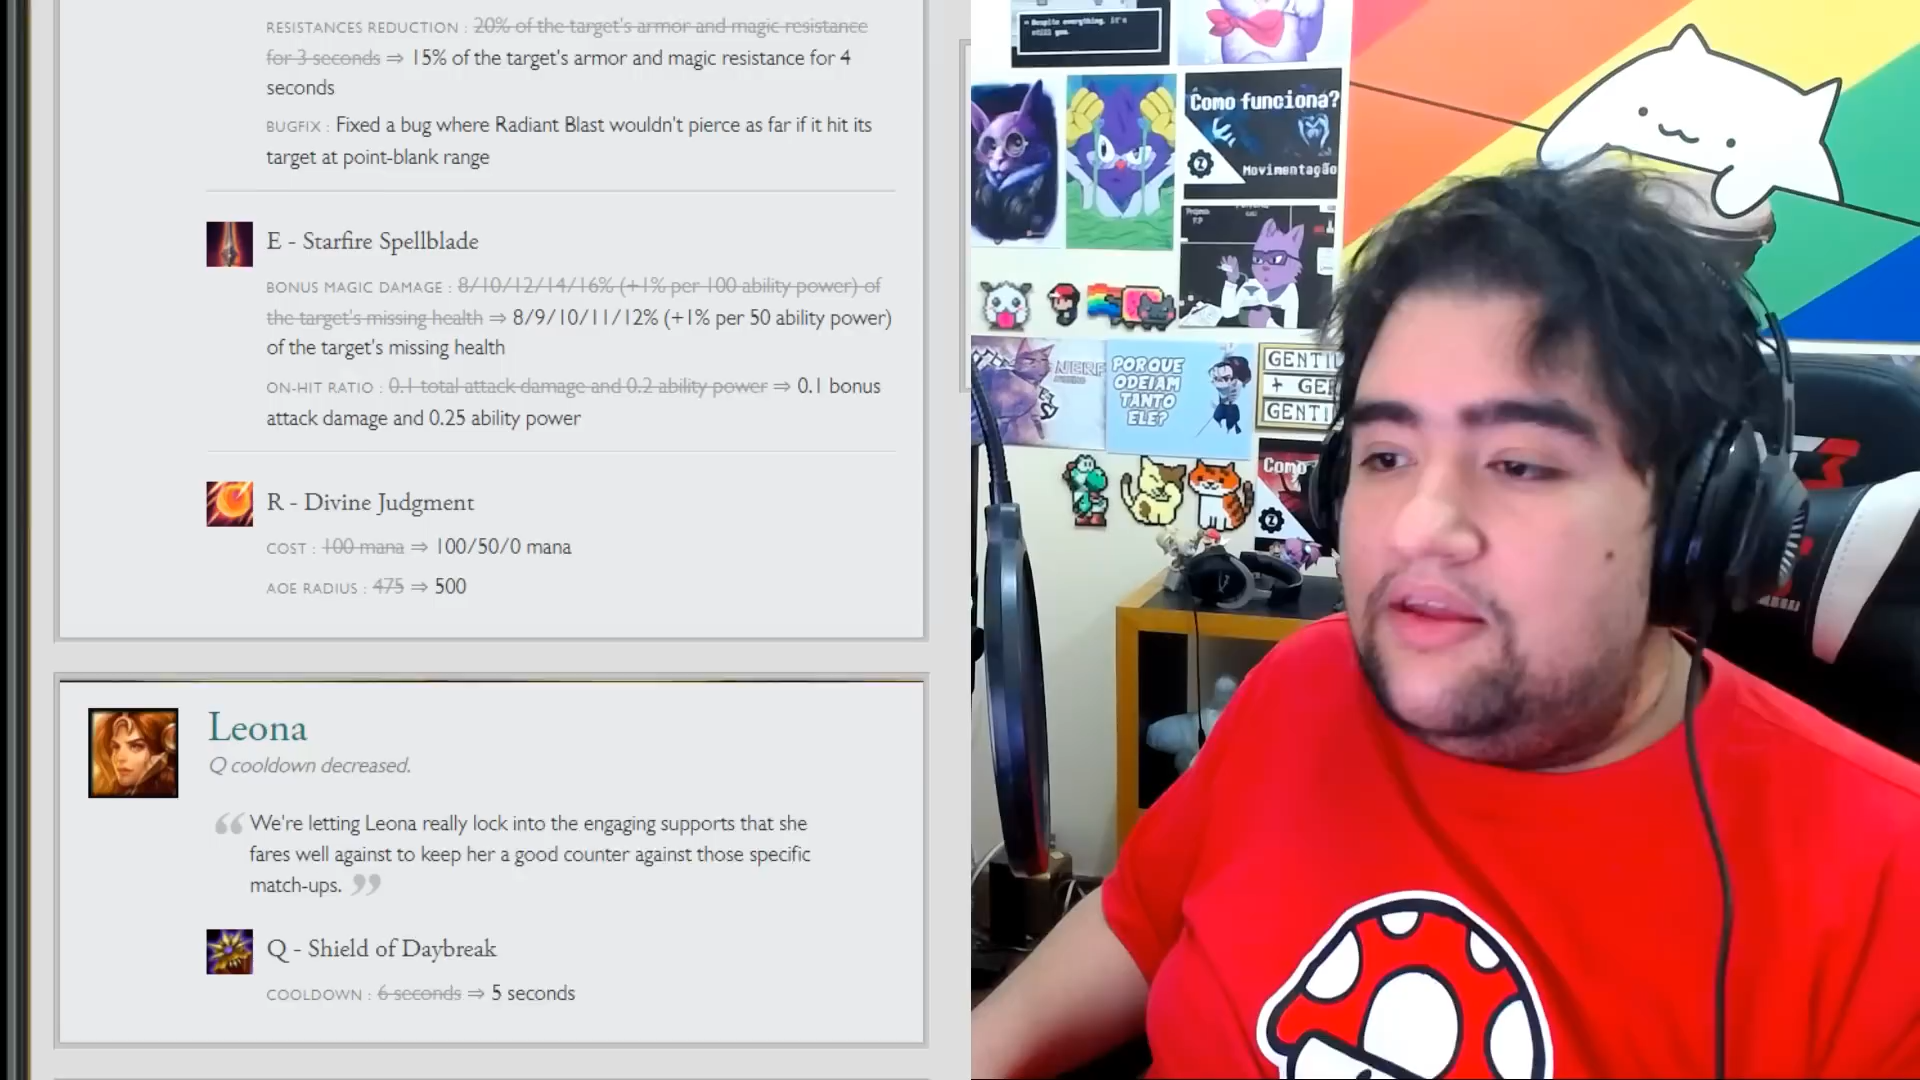 RESISTANCES REDUCTION : 20% of the target's armor and magic resistance
for 3 seconds ⇒ 15% of the target's armor and magic resistance for 4
seconds
BUGFIX : Fixed a bug where Radiant Blast wouldn't pierce as far if it hit its
target at point-blank range
E - Starfire Spellblade
BONUS MAGIC DAMAGE : 8/10/12/14/16% (+1% per 100 ability power) of
the target's missing health ⇒ 8/9/10/11/12% (+1% per 50 ability power)
of the target's missing health
ON-HIT RATIO : 0.1 total attack damage and 0.2 ability power ⇒ 0.1 bonus
attack damage and 0.25 ability power
R - Divine Judgment
COST : 100 mana ⇒ 100/50/0 mana
AOE RADIUS : 475 ⇒ 500
Leona
Q cooldown decreased.
“ We're letting Leona really lock into the engaging supports that she
fares well against to keep her a good counter against those specific
match-ups. ”
Q - Shield of Daybreak
COOLDOWN : 6 seconds ⇒ 5 seconds
Despite everything, it's
still you.
Como funciona?
Movimentação
NERF
PORQUE
ODEIAM
TANTO
ELE?
GENTIL
+ GE
GENTI
Como
3